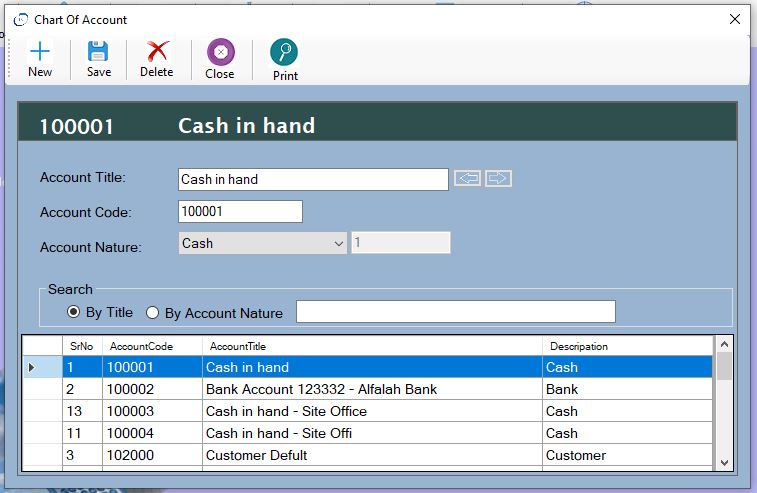 Chart Of Account
New Save Delete Close Print
100001 Cash in hand
Account Title: Cash in hand
Account Code: 100001
Account Nature: Cash 1
Search
By Title By Account Nature
SrNo AccountCode AccountTitle Descripation
1 100001 Cash in hand Cash
2 100002 Bank Account 123332 - Alfalah Bank Bank
13 100003 Cash in hand - Site Office Cash
11 100004 Cash in hand - Site Offi Cash
3 102000 Customer Defult Customer